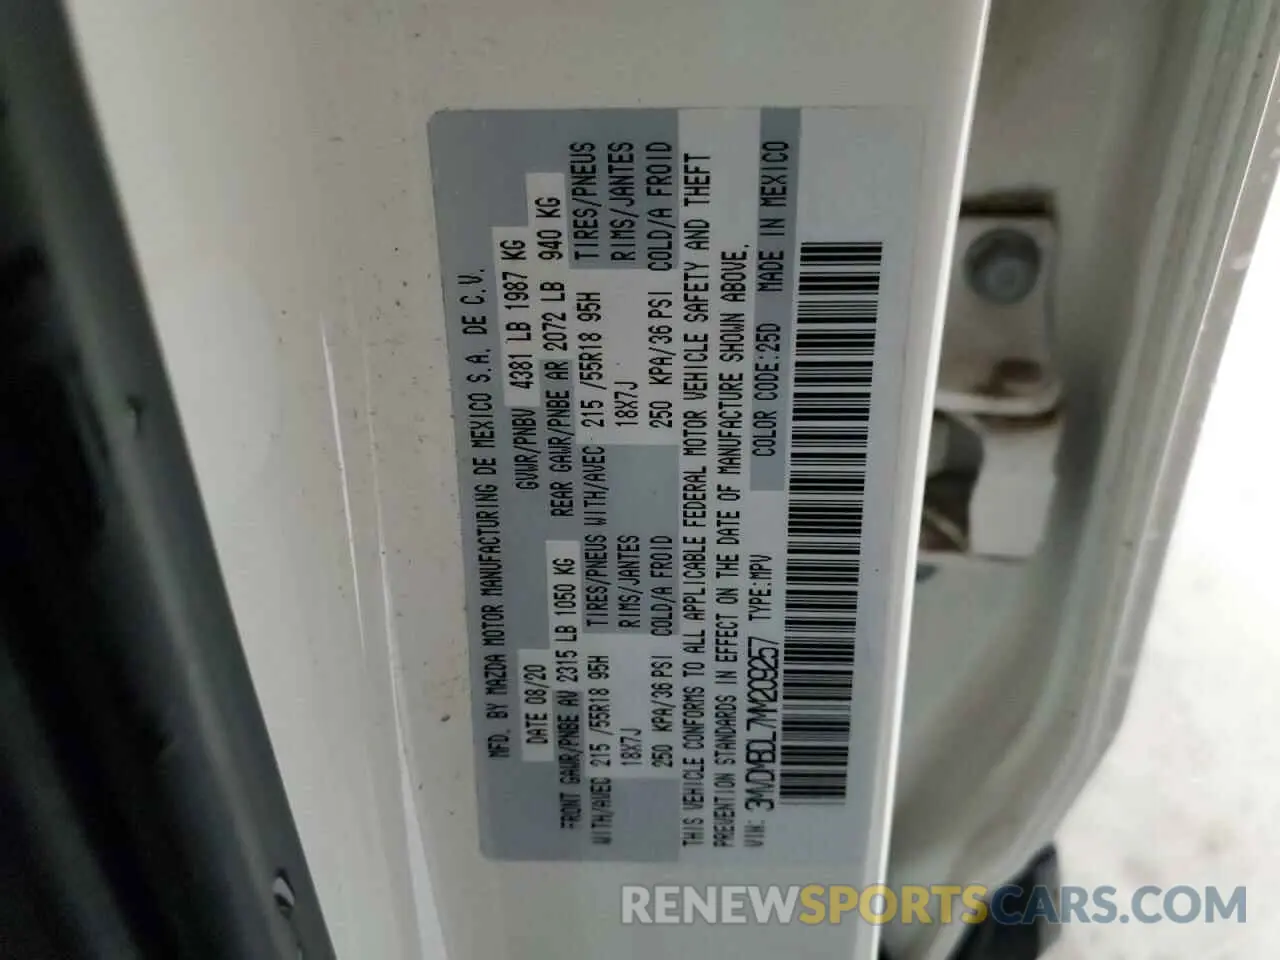 MFD. BY MAZDA MOTOR MANUFACTURING DE MEXICO S.A. DE C.V.
DATE 08/20 GVWR/PNBV 4381 LB 1987 KG
FRONT GAWR/PNBE AV 2315 LB 1050 KG REAR GAWR/PNBE AR 2072 LB 940 KG
WITH/AVEC 215 /55R18 95H TIRES/PNEUS WITH/AVEC 215 /55R18 95H TIRES/PNEUS
18X7J RIMS/JANTES 18X7J RIMS/JANTES
250 KPA/36 PSI COLD/A FROID 250 KPA/36 PSI COLD/A FROID
THIS VEHICLE CONFORMS TO ALL APPLICABLE FEDERAL MOTOR VEHICLE SAFETY AND THEFT
PREVENTION STANDARDS IN EFFECT ON THE DATE OF MANUFACTURE SHOWN ABOVE.
VIN: 3MVDMBDL7MM209257 TYPE:MPV COLOR CODE:25D MADE IN MEXICO
RENEWSPORTSCARS.COM